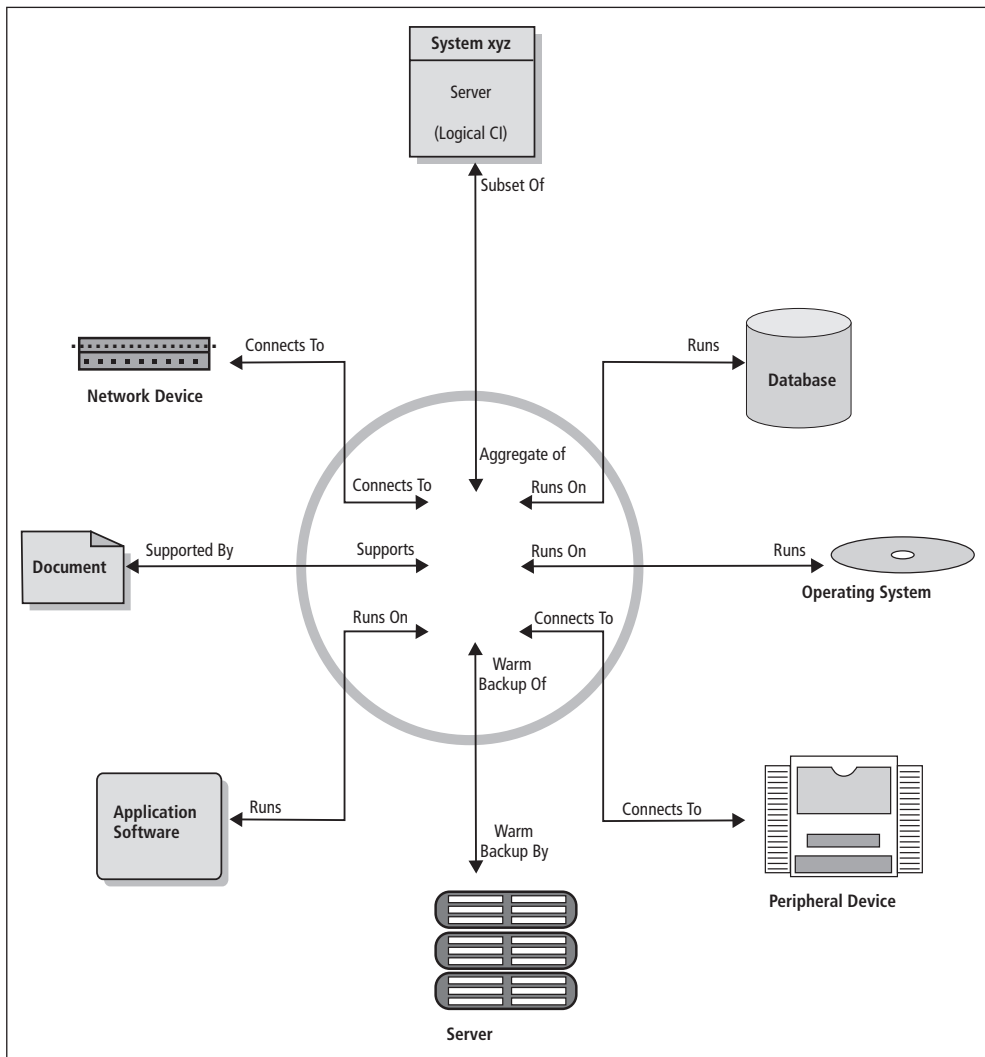 System xyz
Server
(Logical CI)
Subset Of
Connects To
Runs
Network Device
Database
Aggregate of
Connects To
Runs On
Document
Supported By
Supports
Runs On
Runs
Operating System
Runs On
Connects To
Warm
Backup Of
Application
Software
Runs
Connects To
Warm
Backup By
Peripheral Device
Server